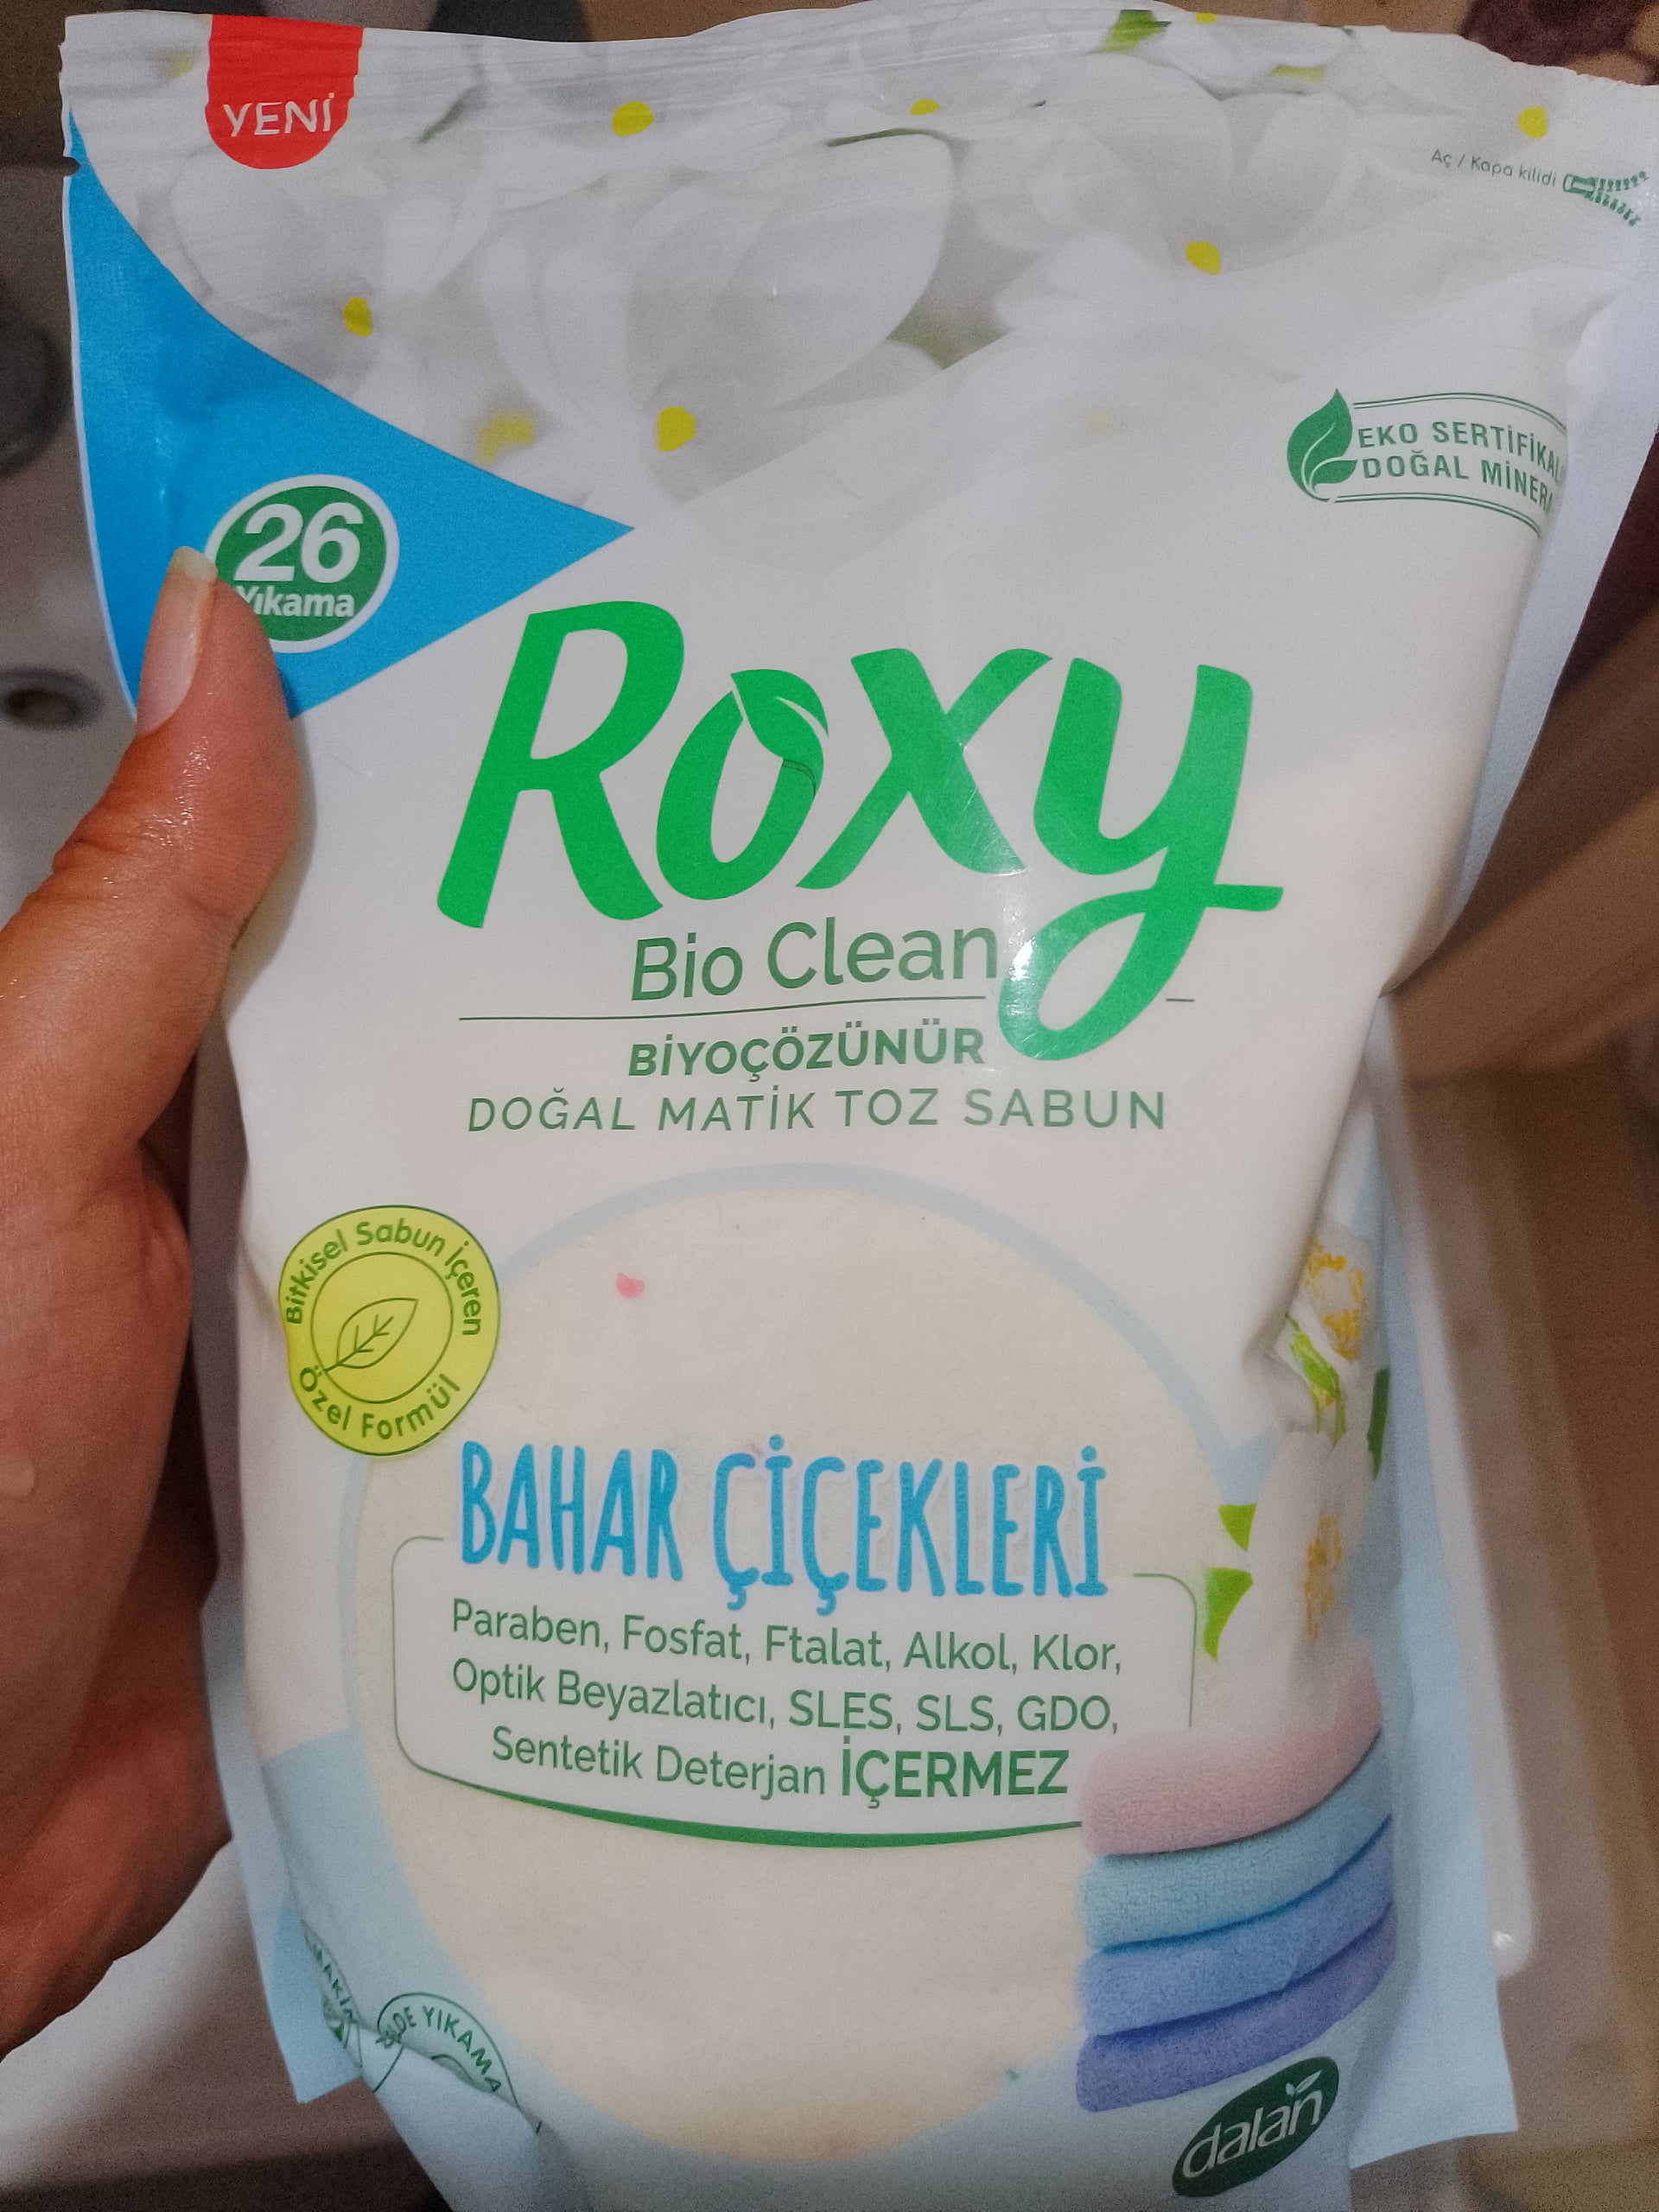 YENİ
Aç / Kapa kilidi
EKO SERTİFİKAL
DOĞAL MİNERA
26
Yıkama
Roxy
Bio Clean
BİYOÇÖZÜNÜR
DOĞAL MATİK TOZ SABUN
Bitkisel Sabun İçeren
Özel Formül
BAHAR ÇİÇEKLERİ
Paraben, Fosfat, Ftalat, Alkol, Klor,
Optik Beyazlatıcı, SLES, SLS, GDO,
Sentetik Deterjan İÇERMEZ
YIKAMA
dalan